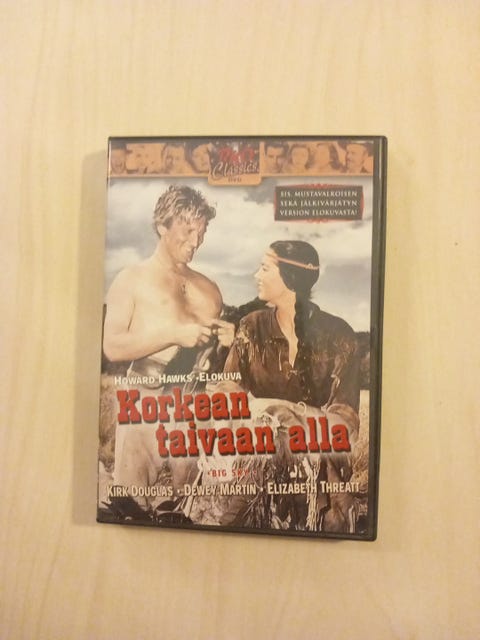 Classics
DVD
SIS. MUSTAVALKOISEN
SEKÄ JÄLKIVÄRJÄTYN
VERSION ELOKUVASTA!
HOWARD HAWKS' -ELOKUVA
Korkean
taivaan alla
BIG SKY
KIRK DOUGLAS · DEWEY MARTIN · ELIZABETH THREATT